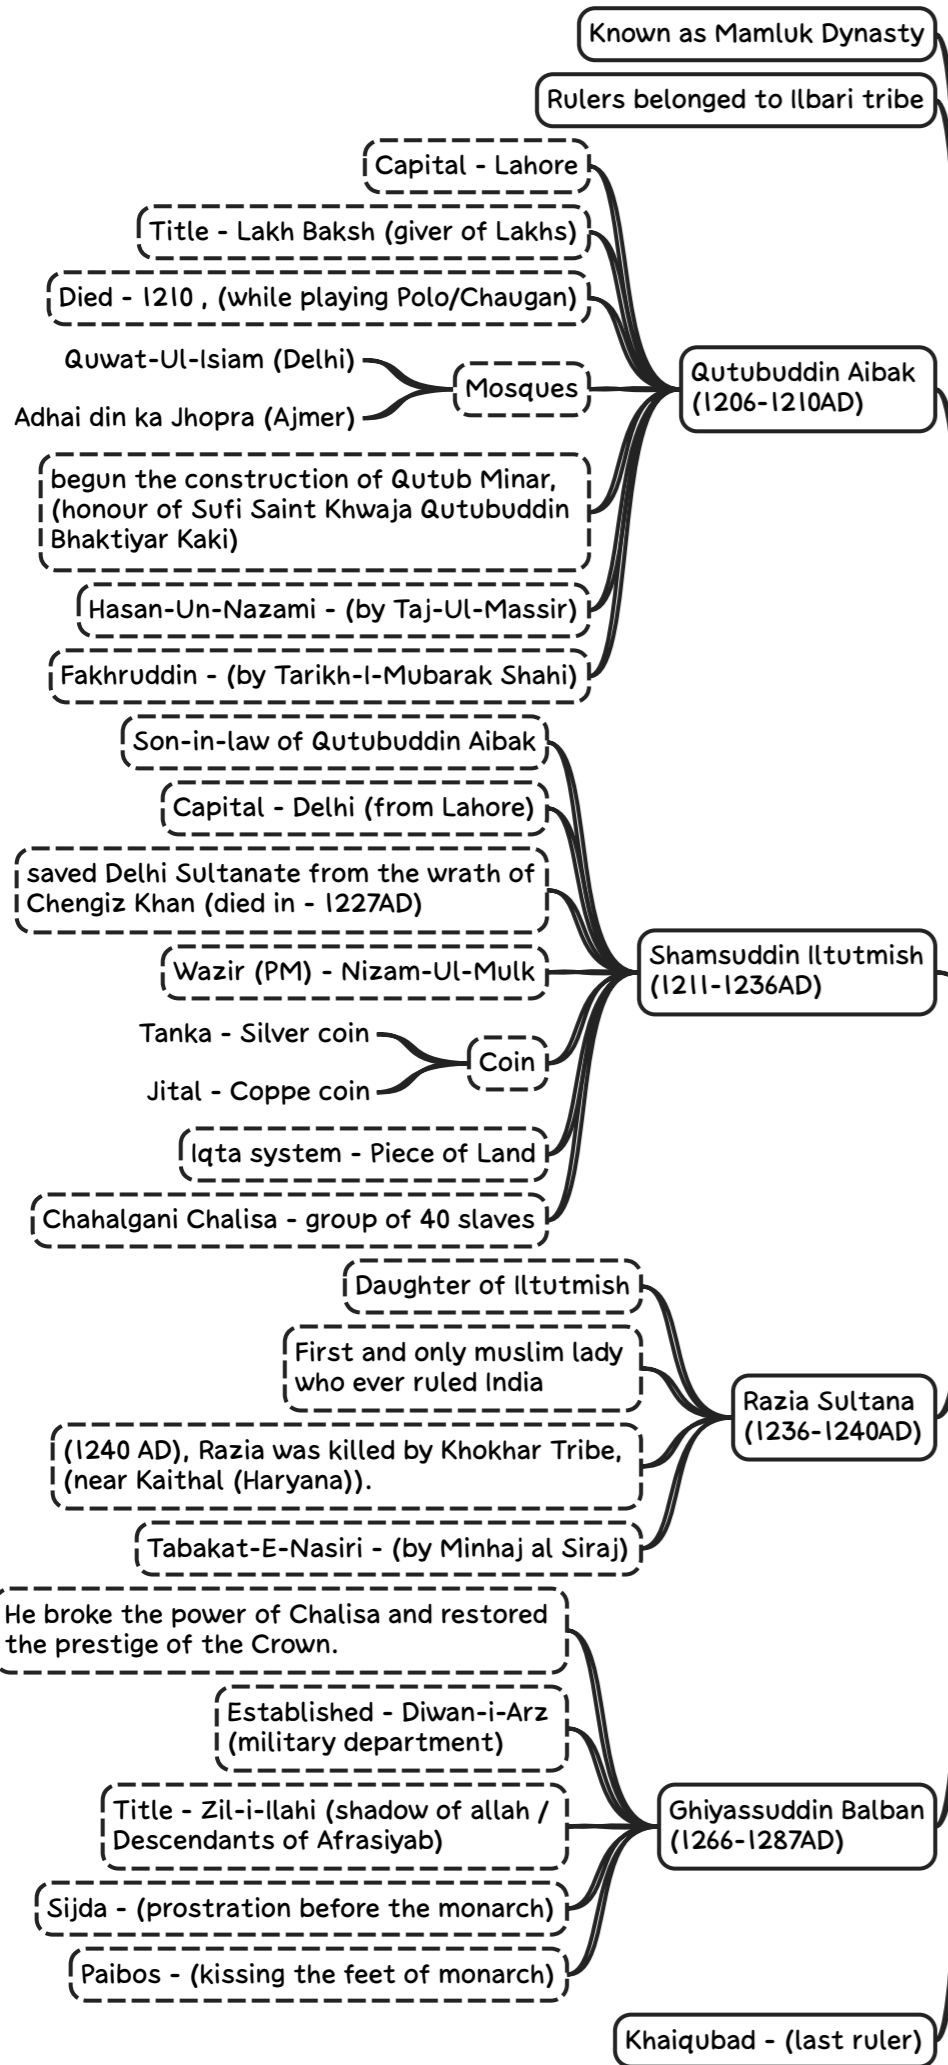 Known as Mamluk Dynasty
Rulers belonged to Ilbari tribe
Capital - Lahore
Title - Lakh Baksh (giver of Lakhs)
Died - 1210 , (while playing Polo/Chaugan)
Quwat-Ul-Isiam (Delhi)
Adhai din ka Jhopra (Ajmer)
Mosques
Qutubuddin Aibak
(1206-1210AD)
begun the construction of Qutub Minar,
(honour of Sufi Saint Khwaja Qutubuddin
Bhaktiyar Kaki)
Hasan-Un-Nazami - (by Taj-Ul-Massir)
Fakhruddin - (by Tarikh-I-Mubarak Shahi)
Son-in-law of Qutubuddin Aibak
Capital - Delhi (from Lahore)
saved Delhi Sultanate from the wrath of
Chengiz Khan (died in - 1227AD)
Wazir (PM) - Nizam-Ul-Mulk
Shamsuddin Iltutmish
(1211-1236AD)
Tanka - Silver coin
Jital - Coppe coin
Coin
Iqta system - Piece of Land
Chahalgani Chalisa - group of 40 slaves
Daughter of Iltutmish
First and only muslim lady
who ever ruled India
Razia Sultana
(1236-1240AD)
(1240 AD), Razia was killed by Khokhar Tribe,
(near Kaithal (Haryana)).
Tabakat-E-Nasiri - (by Minhaj al Siraj)
He broke the power of Chalisa and restored
the prestige of the Crown.
Established - Diwan-i-Arz
(military department)
Title - Zil-i-Ilahi (shadow of allah /
Descendants of Afrasiyab)
Ghiyassuddin Balban
(1266-1287AD)
Sijda - (prostration before the monarch)
Paibos - (kissing the feet of monarch)
Khaiqubad - (last ruler)